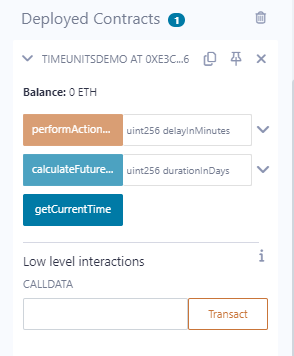 Deployed Contracts 1
TIMEUNITSDEMO AT 0XE3C...6
Balance: 0 ETH
performAction... uint256 delayInMinutes
calculateFuture... uint256 durationInDays
getCurrentTime
Low level interactions
CALLDATA
Transact